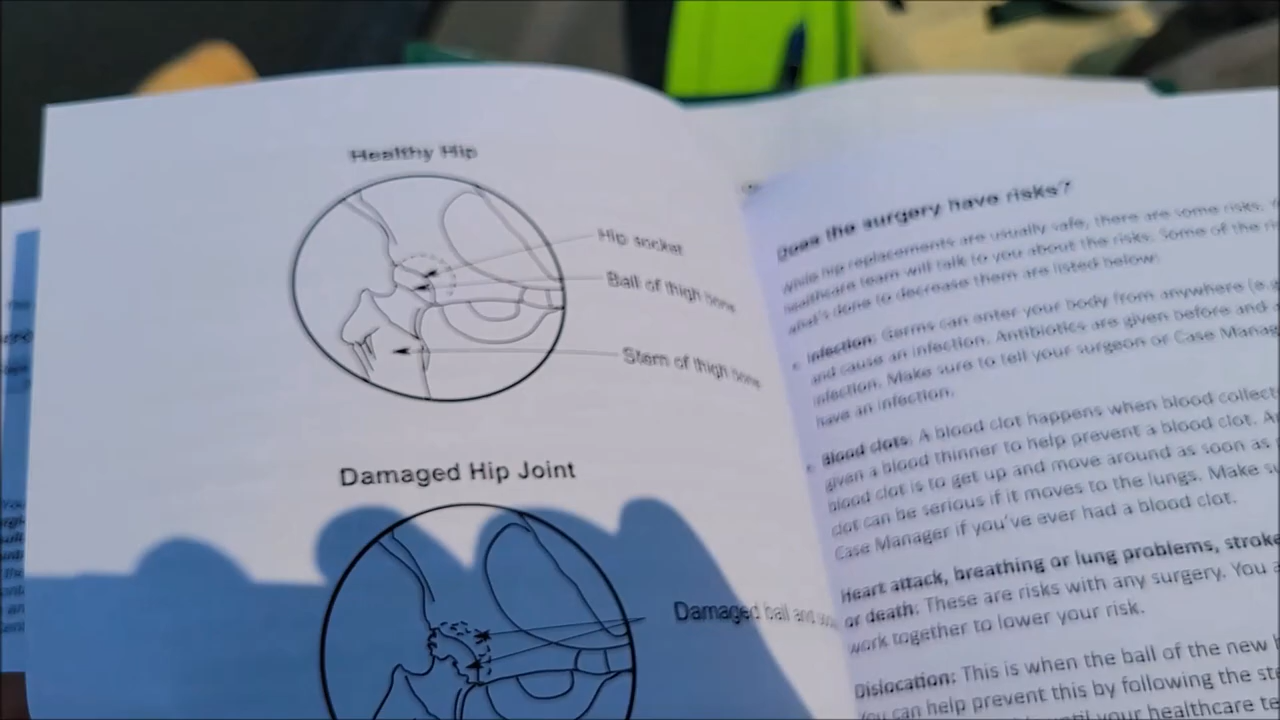 Healthy Hip
Hip socket
Ball of thigh bone
Stem of thigh bone
Damaged Hip Joint
Damaged ball and
Does the surgery have risks?
While hip replacements are usually safe, there are some risks.
healthcare team will talk to you about the risks. Some of the
what's done to decrease them are listed below:
• Infection: Germs can enter your body from anywhere (e.g
and cause an infection. Antibiotics are given before and
infection. Make sure to tell your surgeon or Case Manag
have an infection.
• Blood clots: A blood clot happens when blood collect
given a blood thinner to help prevent a blood clot.
blood clot is to get up and move around as soon as
clot can be serious if it moves to the lungs. Make
Case Manager if you've ever had a blood clot.
Heart attack, breathing or lung problems, stroke
or death: These are risks with any surgery. You
work together to lower your risk.
Dislocation: This is when the ball of the new
You can help prevent this by following the
until your healthcare